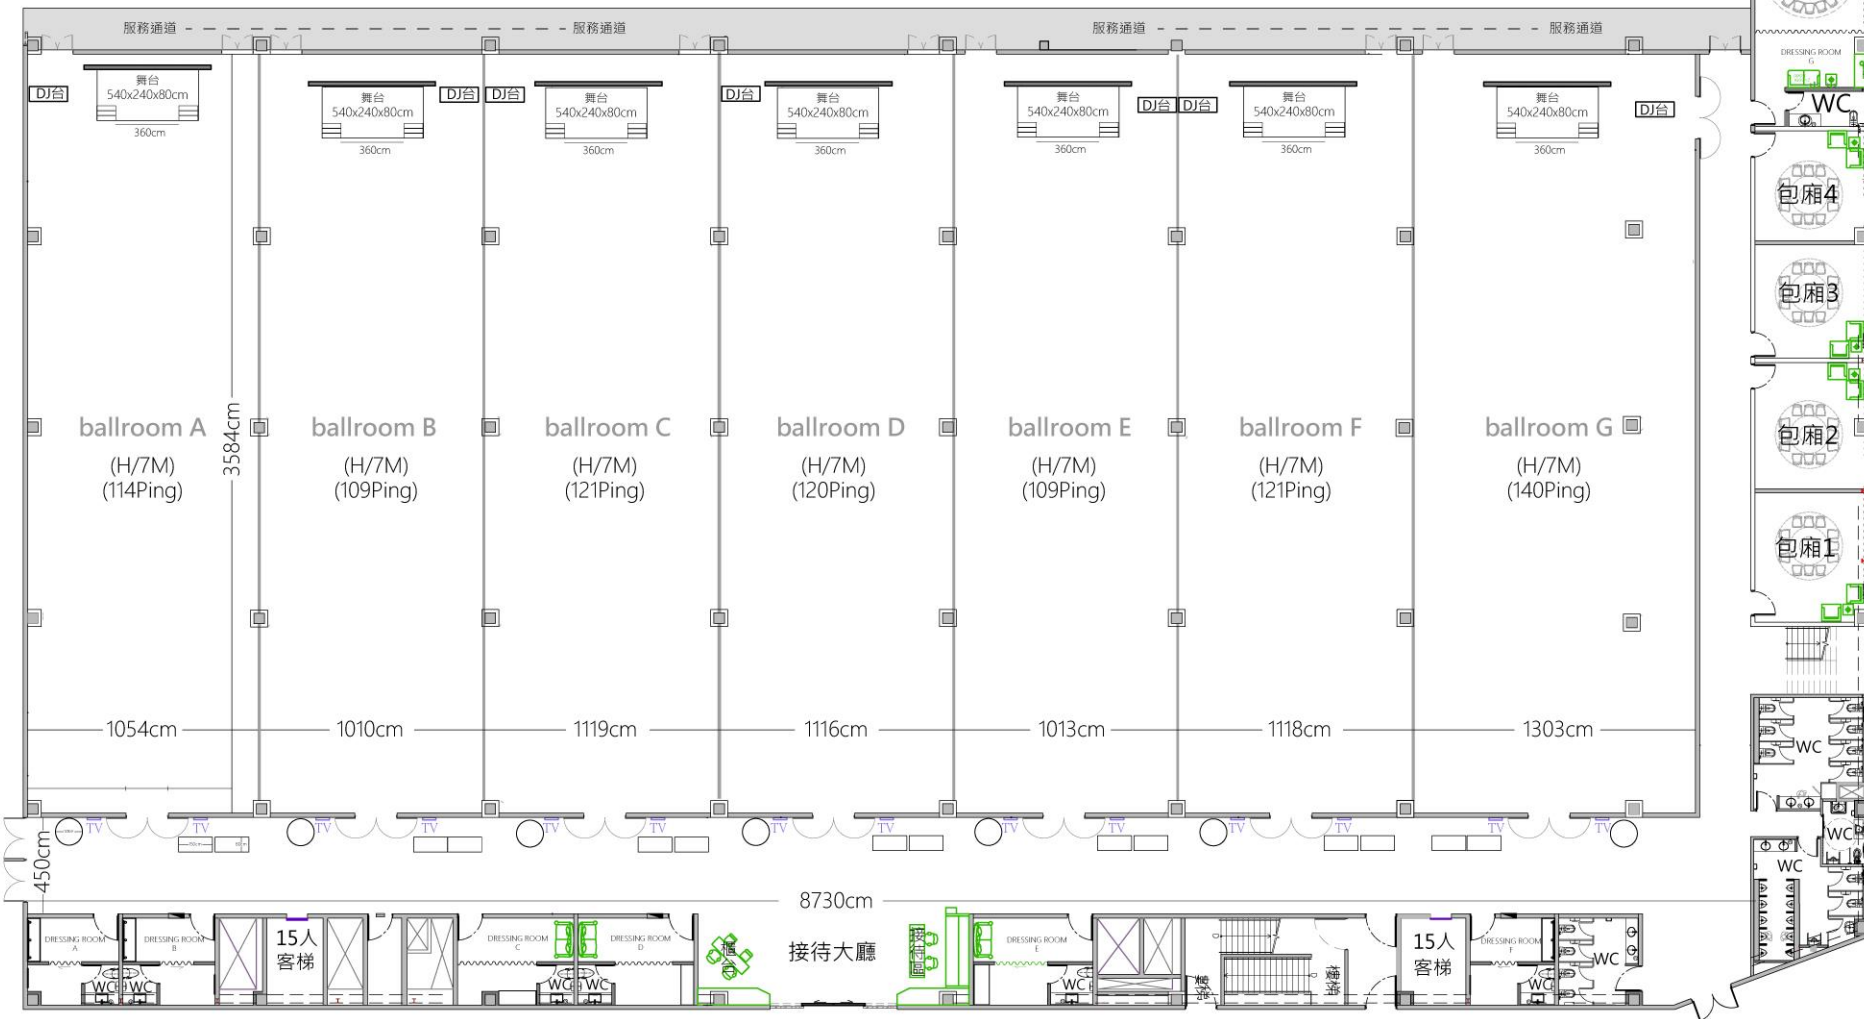 服務通道
服務通道
服務通道
服務通道
DRESSING ROOM
G
WC
DJ台
舞台
540x240x80cm
360cm
舞台
540x240x80cm
360cm
DJ台
DJ台
舞台
540x240x80cm
360cm
DJ台
舞台
540x240x80cm
360cm
舞台
540x240x80cm
360cm
DJ台
DJ台
舞台
540x240x80cm
360cm
舞台
540x240x80cm
360cm
DJ台
包廂4
包廂3
包廂2
包廂1
ballroom A
(H/7M)
(114Ping)
3584cm
ballroom B
(H/7M)
(109Ping)
ballroom C
(H/7M)
(121Ping)
ballroom D
(H/7M)
(120Ping)
ballroom E
(H/7M)
(109Ping)
ballroom F
(H/7M)
(121Ping)
ballroom G
(H/7M)
(140Ping)
1054cm
1010cm
1119cm
1116cm
1013cm
1118cm
1303cm
WC
WC
WC
TV
TV
TV
TV
TV
TV
TV
TV
TV
TV
TV
TV
TV
TV
450cm
8730cm
DRESSING ROOM
A
WC
DRESSING ROOM
B
WC
15人
客梯
DRESSING ROOM
C
WC
DRESSING ROOM
D
WC
接待大廳
DRESSING ROOM
E
WC
樓梯
15人
客梯
DRESSING ROOM
F
WC
WC